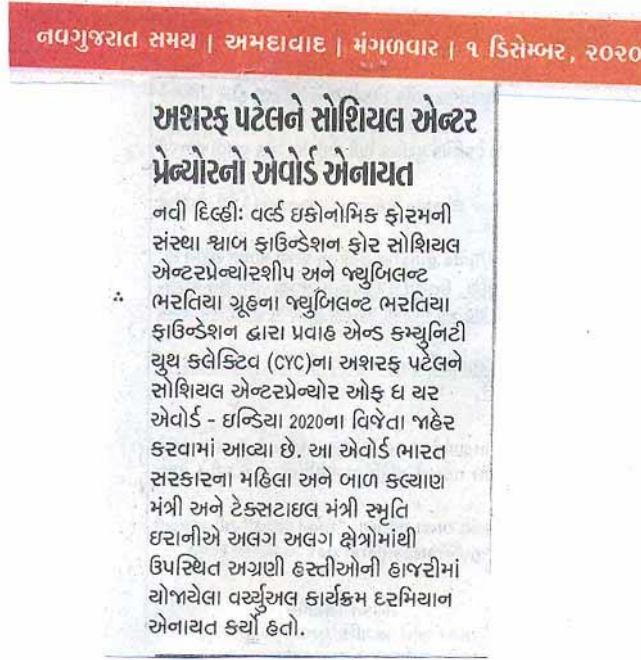 નવગુજરાત સમય | અમદાવાદ | મંગળવાર | ૧ ડિસેમ્બર, ૨૦૨૦
અશરફ પટેલને સોશિયલ એન્ટર
પ્રેન્યોરનો એવોર્ડ એનાયત
નવી દિલ્હીઃ વર્લ્ડ ઇકોનોમિક ફોરમની
સંસ્થા શ્વાબ ફાઉન્ડેશન ફોર સોશિયલ
એન્ટરપ્રેન્યોરશીપ અને જ્યુબિલન્ટ
ભરતિયા ગ્રૂહના જ્યુબિલન્ટ ભરતિયા
ફાઉન્ડેશન દ્વારા પ્રવાહ એન્ડ કમ્યુનિટી
યુથ કલેક્ટિવ (CYC)ના અશરફ પટેલને
સોશિયલ એન્ટરપ્રેન્યોર ઓફ ધ યર
એવોર્ડ – ઇન્ડિયા 2020ના વિજેતા જાહેર
કરવામાં આવ્યા છે. આ એવોર્ડ ભારત
સરકારના મહિલા અને બાળ કલ્યાણ
મંત્રી અને ટેક્સટાઇલ મંત્રી સ્મૃતિ
ઇરાનીએ અલગ અલગ ક્ષેત્રોમાંથી
ઉપસ્થિત અગ્રણી હસ્તીઓની હાજરીમાં
યોજાયેલા વર્ચ્યુઅલ કાર્યક્રમ દરમિયાન
એનાયત કર્યો હતો.